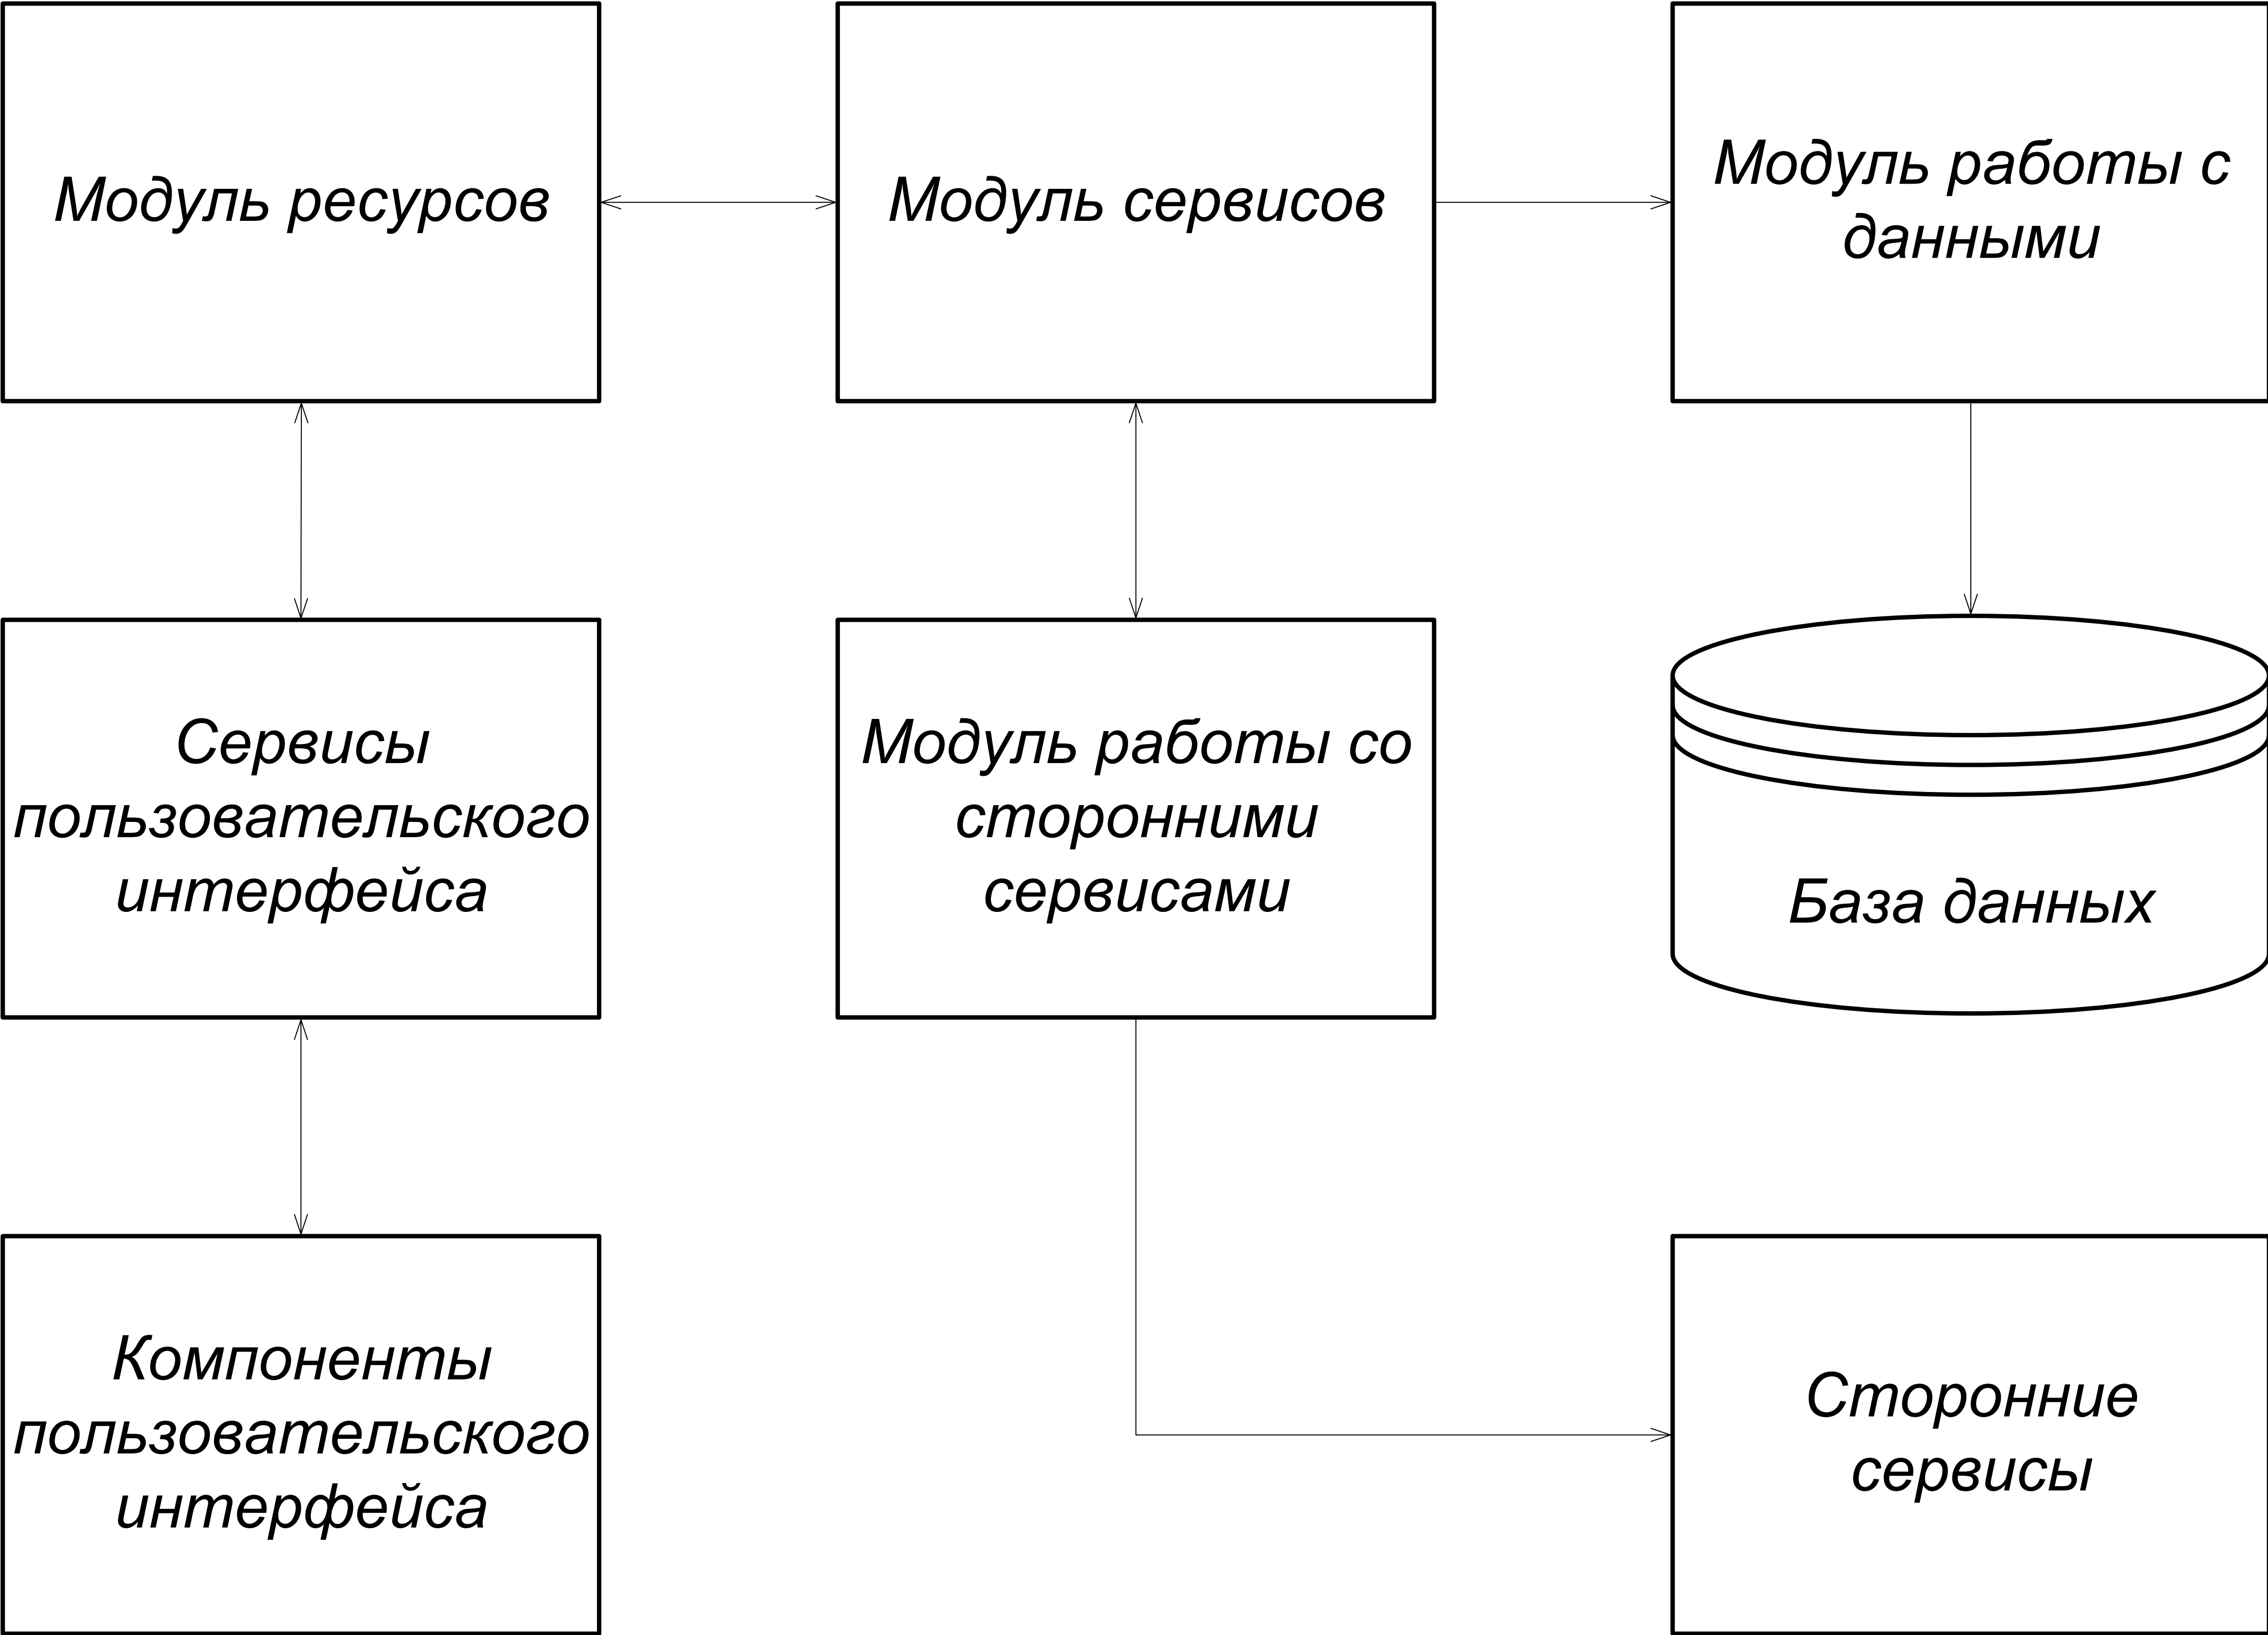 Модуль ресурсов
Модуль сервисов
Модуль работы с
данными
Сервисы
пользовательского
интерфейса
Модуль работы со
сторонними
сервисами
База данных
Компоненты
пользовательского
интерфейса
Сторонние
сервисы